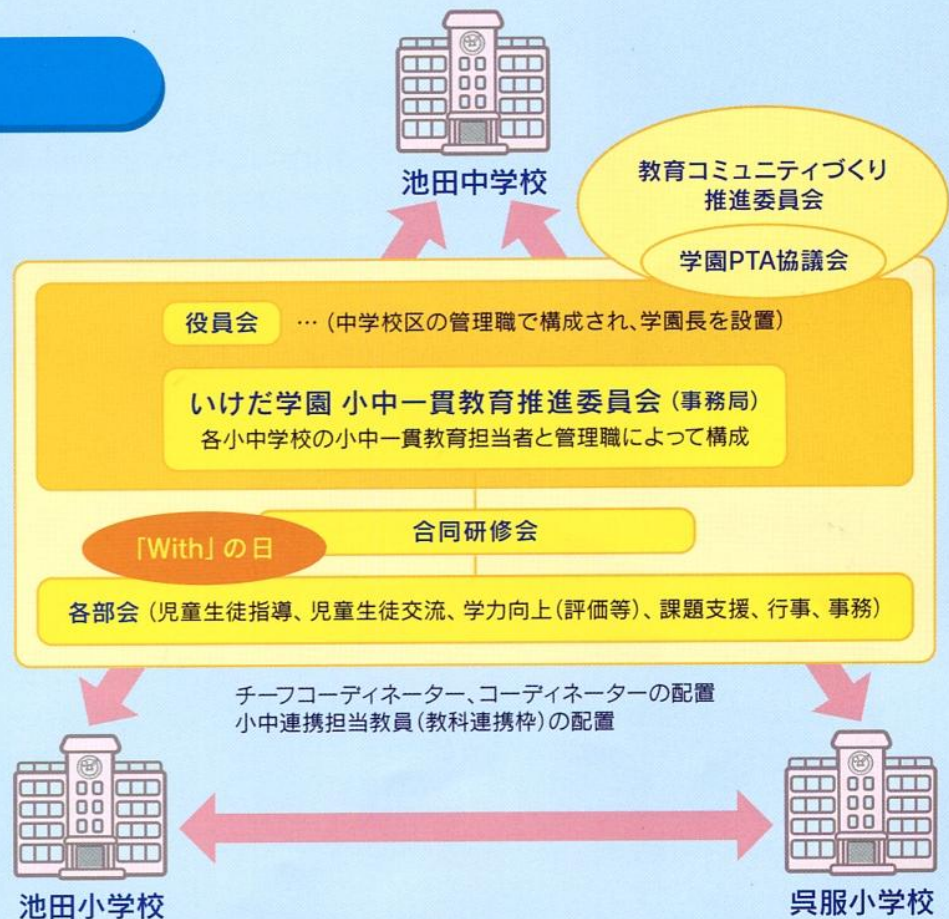 池田中学校
教育コミュニティづくり
推進委員会
学園PTA協議会
役員会 …(中学校区の管理職で構成され、学園長を設置)
いけだ学園 小中一貫教育推進委員会(事務局)
各小中学校の小中一貫教育担当者と管理職によって構成
合同研修会
「With」の日
各部会(児童生徒指導、児童生徒交流、学力向上(評価等)、課題支援、行事、事務)
チーフコーディネーター、コーディネーターの配置
小中連携担当教員(教科連携枠)の配置
池田小学校
呉服小学校